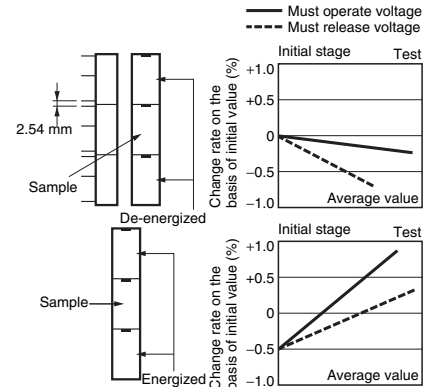 Must operate voltage
Must release voltage
2.54 mm
Sample
De-energized
Initial stage
Test
Change rate on the
basis of initial value (%)
+1.0
+0.5
0
−0.5
−1.0
Average value
Sample
Energized
Initial stage
Test
Change rate on the
basis of initial value (%)
+1.0
+0.5
0
−0.5
−1.0
Average value